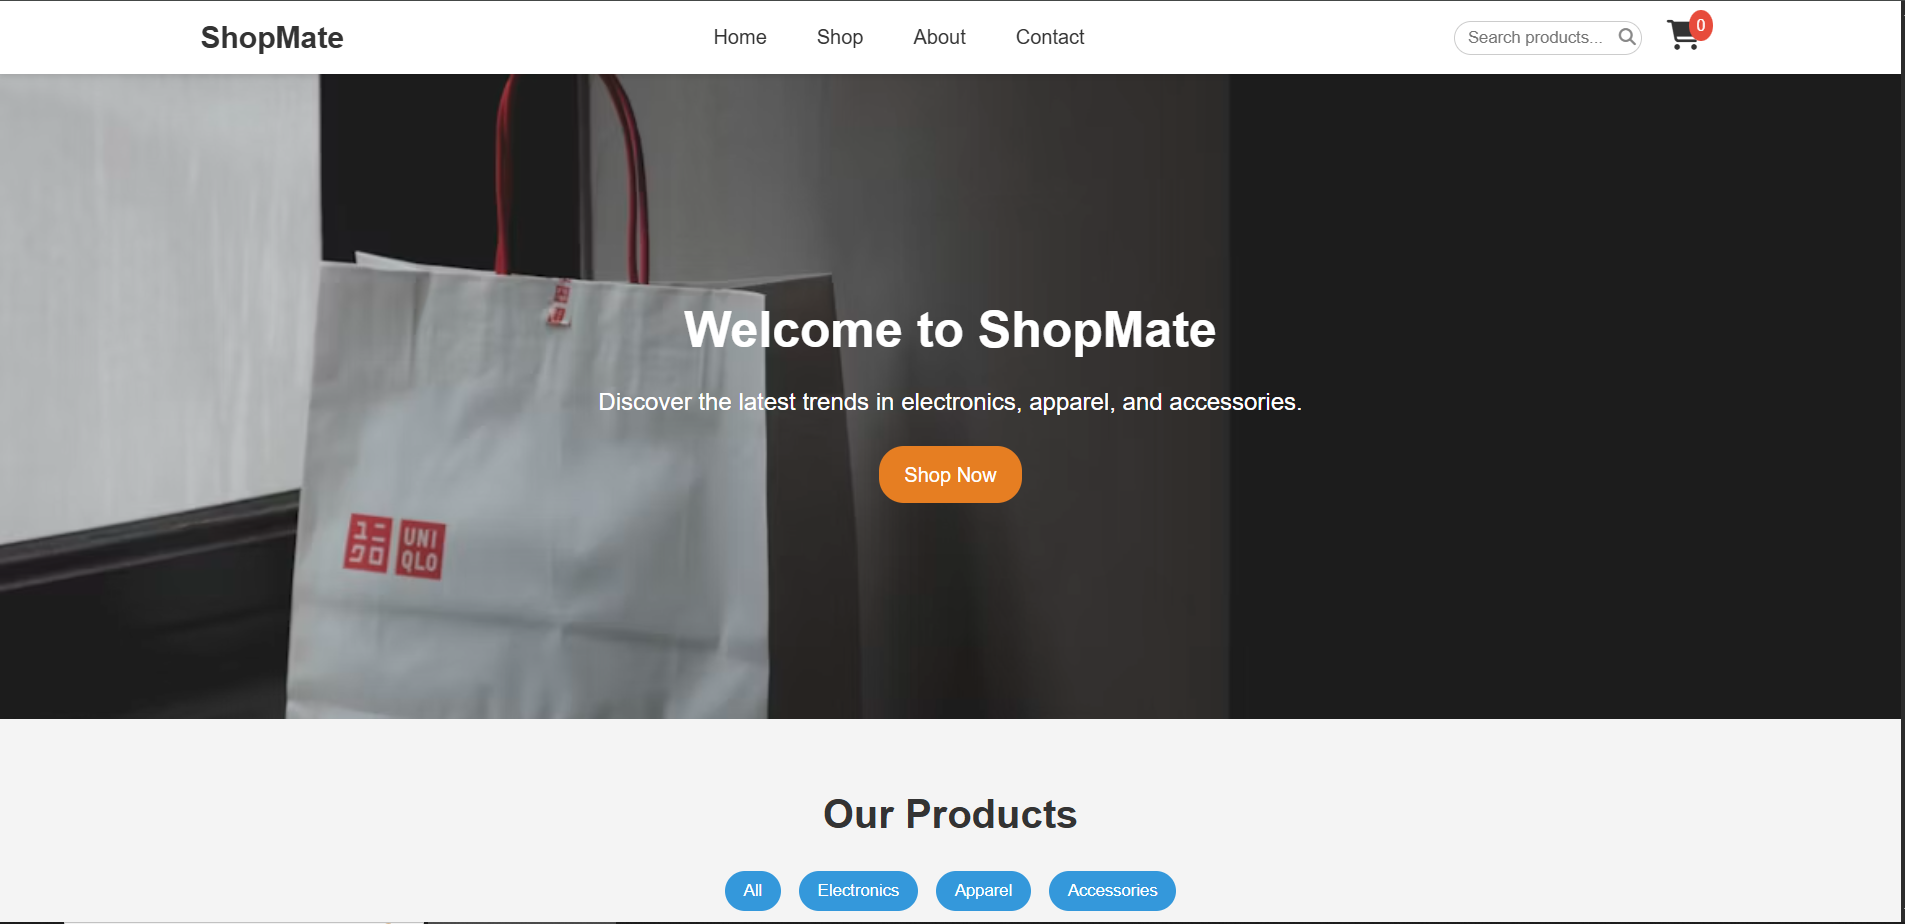 ShopMate
Home Shop About Contact
Search products...
0
Welcome to ShopMate
Discover the latest trends in electronics, apparel, and accessories.
Shop Now
ユニ UNI
クロ QLO
Our Products
All Electronics Apparel Accessories